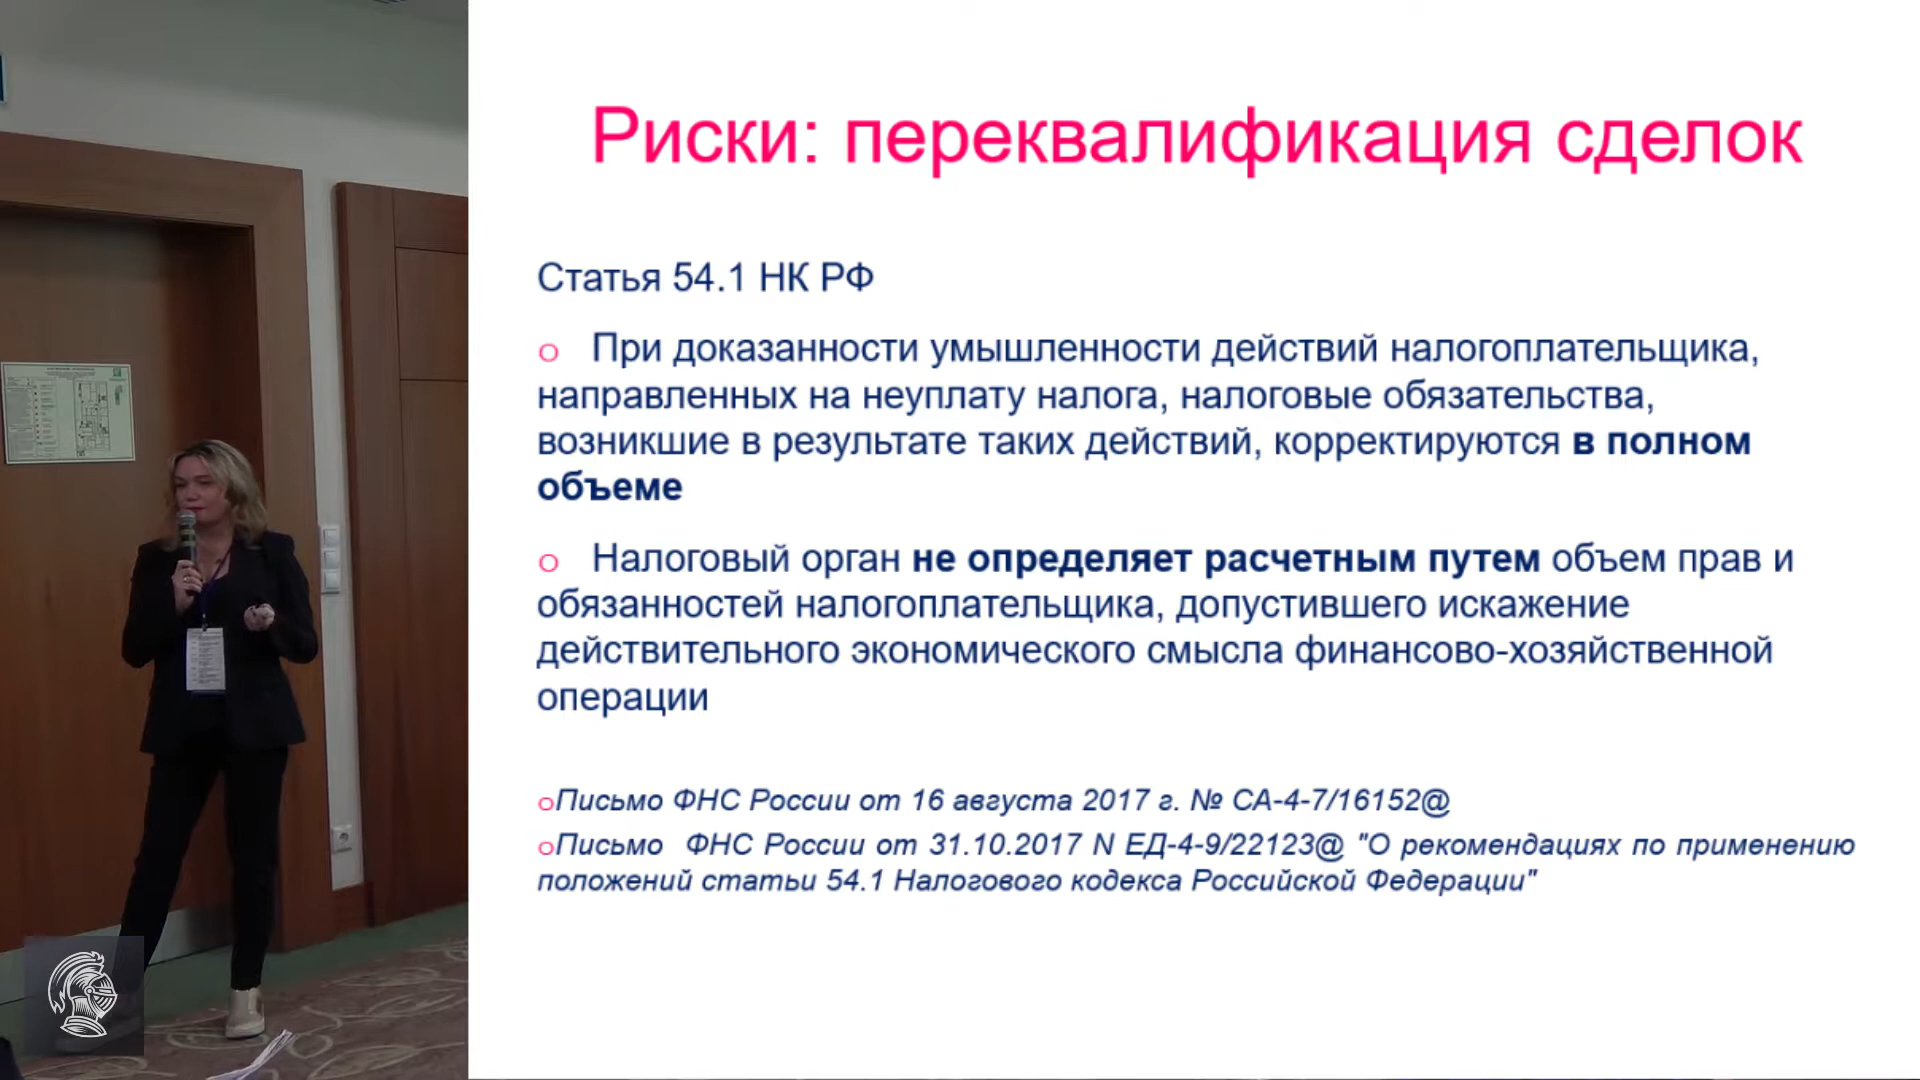 Риски: переквалификация сделок
Статья 54.1 НК РФ
o При доказанности умышленности действий налогоплательщика,
направленных на неуплату налога, налоговые обязательства,
возникшие в результате таких действий, корректируются в полном
объеме
o Налоговый орган не определяет расчетным путем объем прав и
обязанностей налогоплательщика, допустившего искажение
действительного экономического смысла финансово-хозяйственной
операции
oПисьмо ФНС России от 16 августа 2017 г. № СА-4-7/16152@
oПисьмо ФНС России от 31.10.2017 N ЕД-4-9/22123@ "О рекомендациях по применению
положений статьи 54.1 Налогового кодекса Российской Федерации"